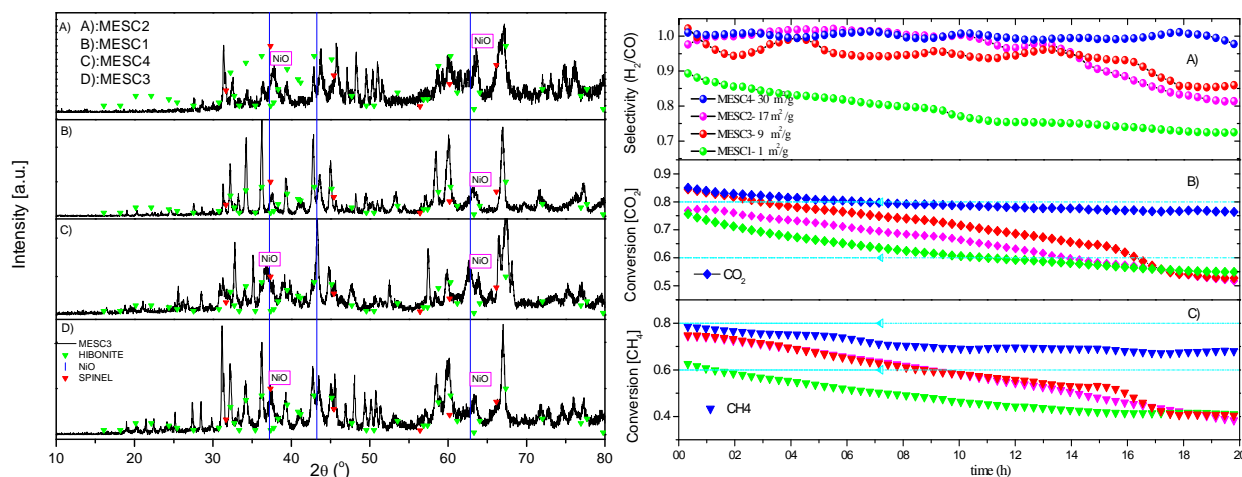 A):MESC2
B):MESC1
C):MESC4
D):MESC3
A)
NiO
NiO
B)
NiO
C)
NiO
NiO
D)
MESC3
HIBONITE
NiO
SPINEL
NiO
NiO
Intensity [a.u.]
10 20 30 40 50 60 70 80
2θ (°)
1.0
0.9
0.8
0.7
Selectivity (H₂/CO)
A)
MESC4- 30 m²/g
MESC2- 17 m²/g
MESC3- 9 m²/g
MESC1- 1 m²/g
0.9
0.8
0.7
0.6
0.5
Conversion [CO₂]
B)
CO₂
0.8
0.6
0.4
Conversion [CH₄]
C)
CH4
00 02 04 06 08 10 12 14 16 18 20
time (h)